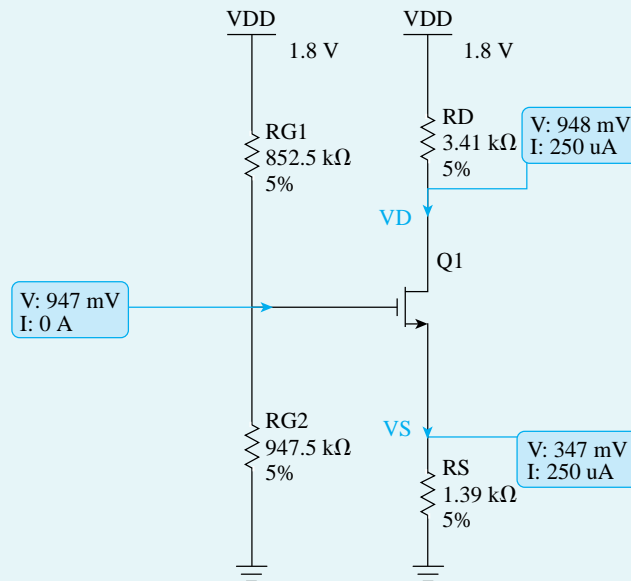 VDD
1.8 V
VDD
1.8 V
RG1
852.5 kΩ
5%
RD
3.41 kΩ
5%
V: 948 mV
I: 250 uA
VD
Q1
V: 947 mV
I: 0 A
RG2
947.5 kΩ
5%
VS
V: 347 mV
I: 250 uA
RS
1.39 kΩ
5%